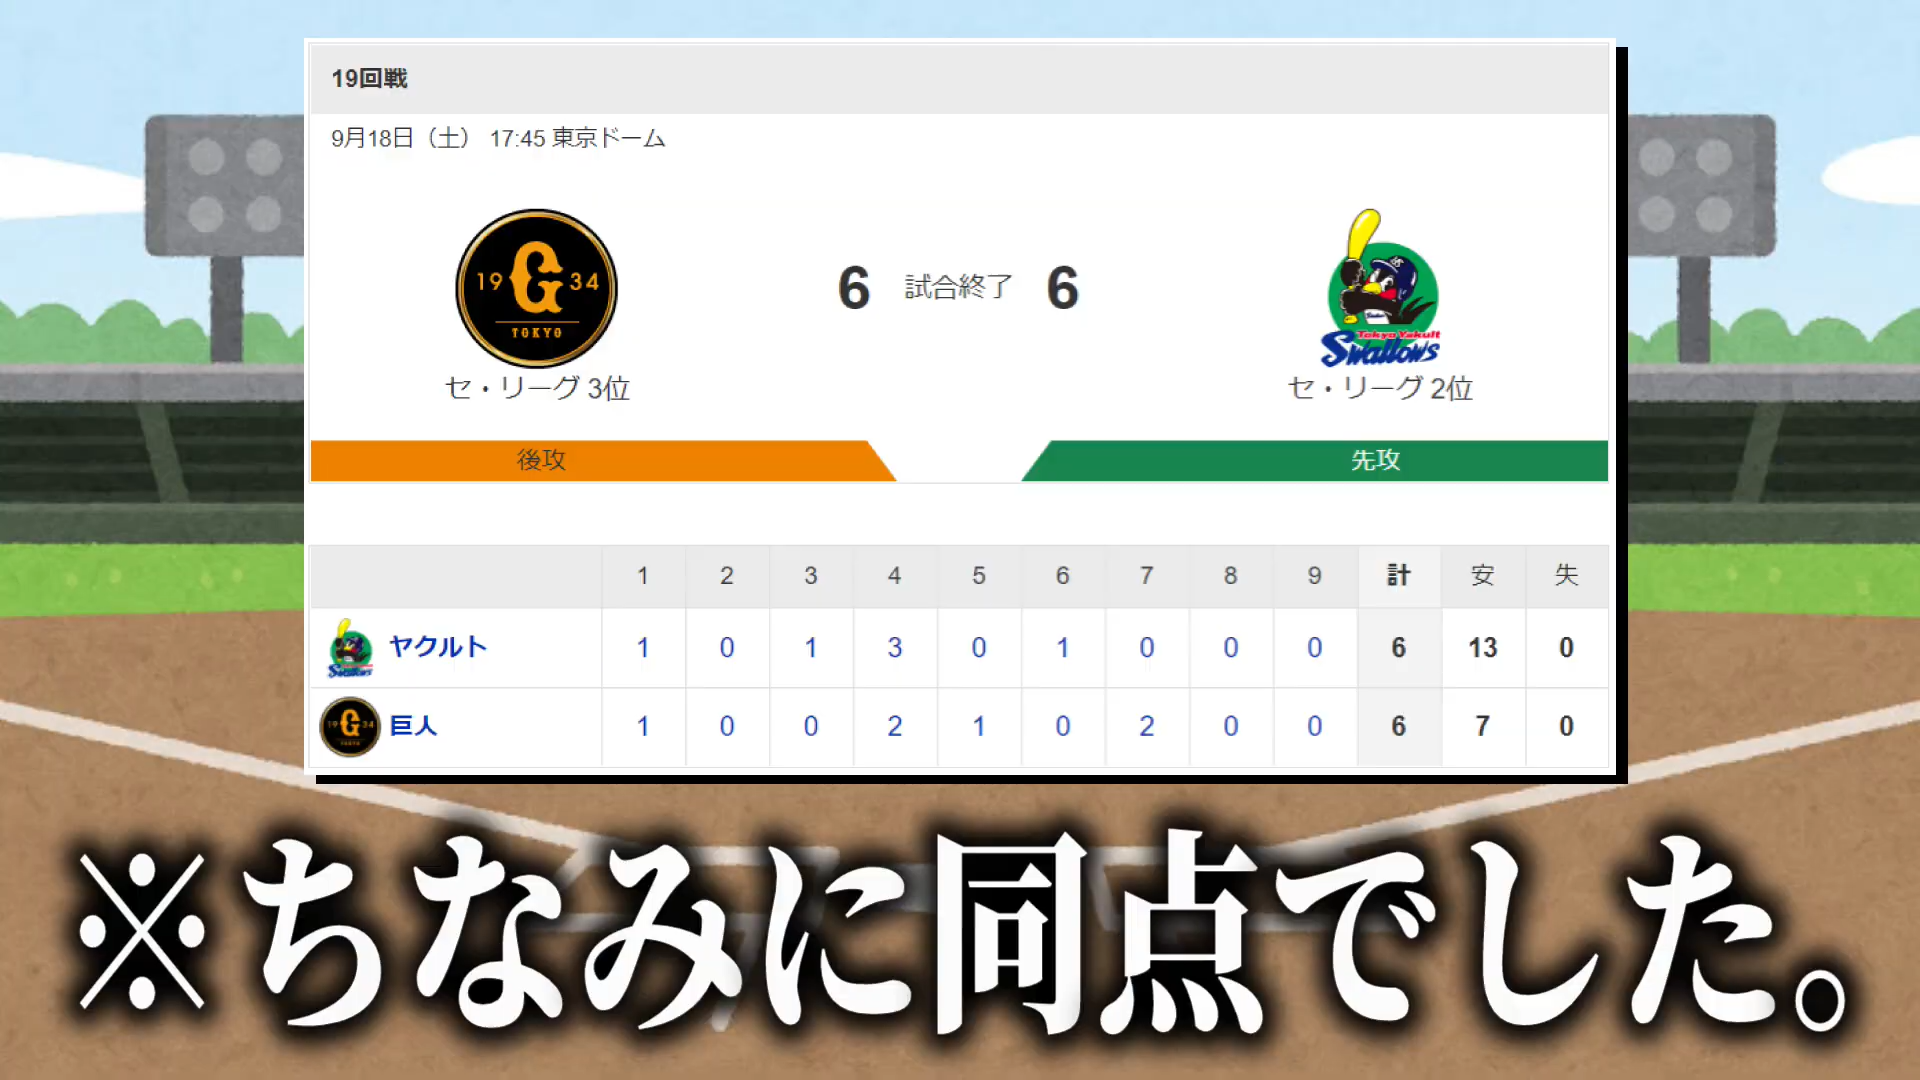 19回戦
9月18日（土） 17:45 東京ドーム
19 G 34
TOKYO
6 試合終了 6
Tokyo Yakult
Swallows
セ・リーグ 3位
セ・リーグ 2位
後攻
先攻
1 2 3 4 5 6 7 8 9 計 安 失
ヤクルト 1 0 1 3 0 1 0 0 0 6 13 0
巨人 1 0 0 2 1 0 2 0 0 6 7 0
※ちなみに同点でした。